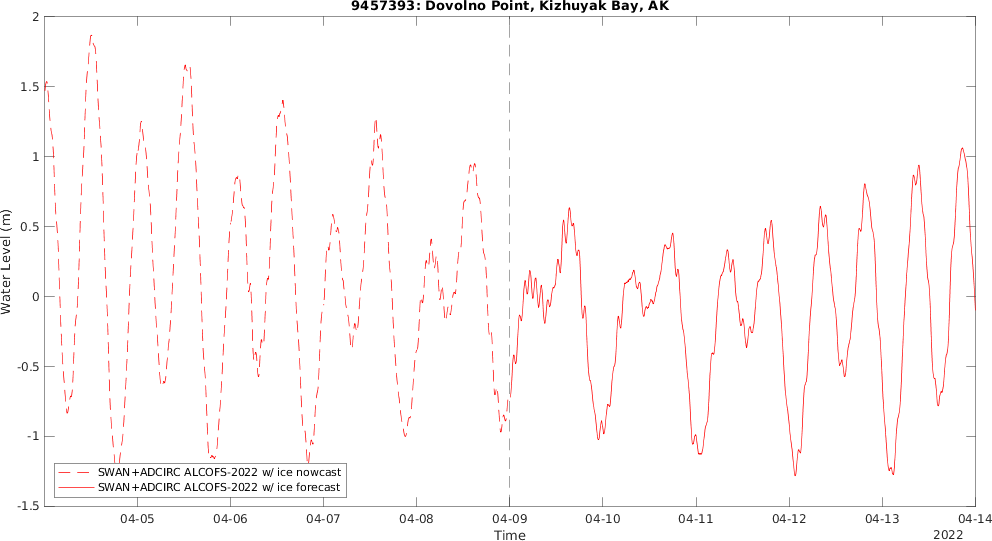 9457393: Dovolno Point, Kizhuyak Bay, AK
2
1.5
1
0.5
0
-0.5
-1
-1.5
Water Level (m)
SWAN+ADCIRC ALCOFS-2022 w/ ice nowcast
SWAN+ADCIRC ALCOFS-2022 w/ ice forecast
04-05 04-06 04-07 04-08 04-09 04-10 04-11 04-12 04-13 04-14
Time
2022